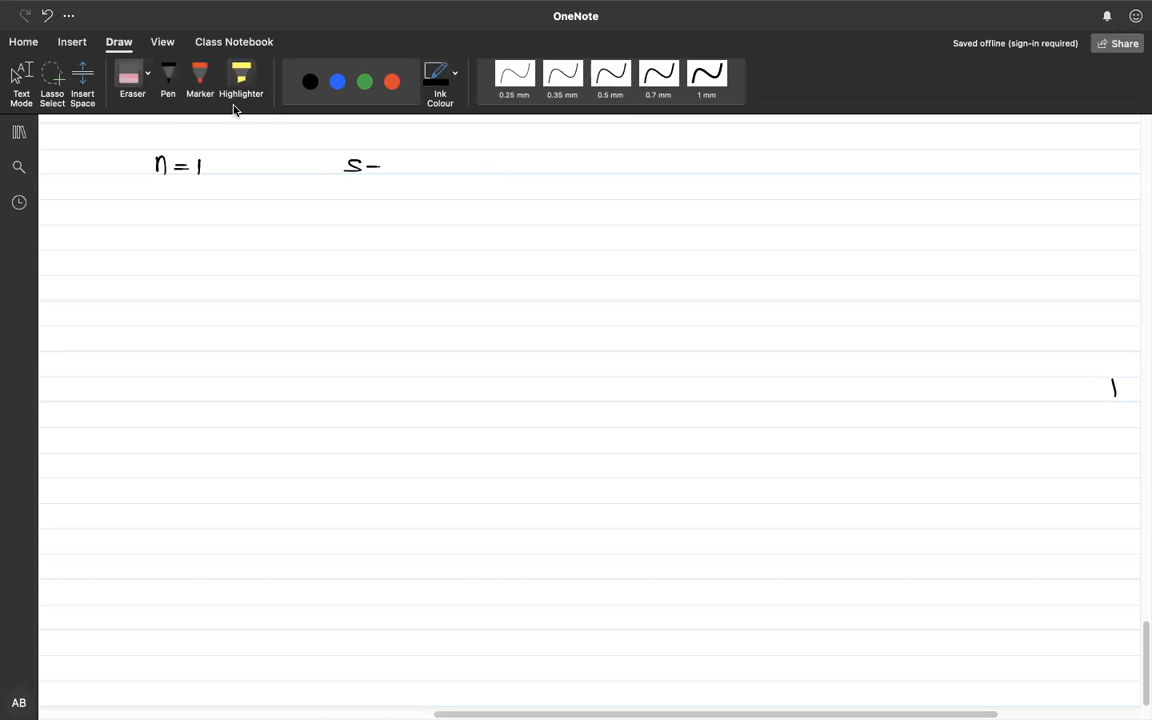 OneNote
Home Insert Draw View Class Notebook
Saved offline (sign-in required) Share
Text Mode Lasso Select Insert Space Eraser Pen Marker Highlighter Ink Colour 0.25 mm 0.35 mm 0.5 mm 0.7 mm 1 mm
n = 1 s -
1
AB